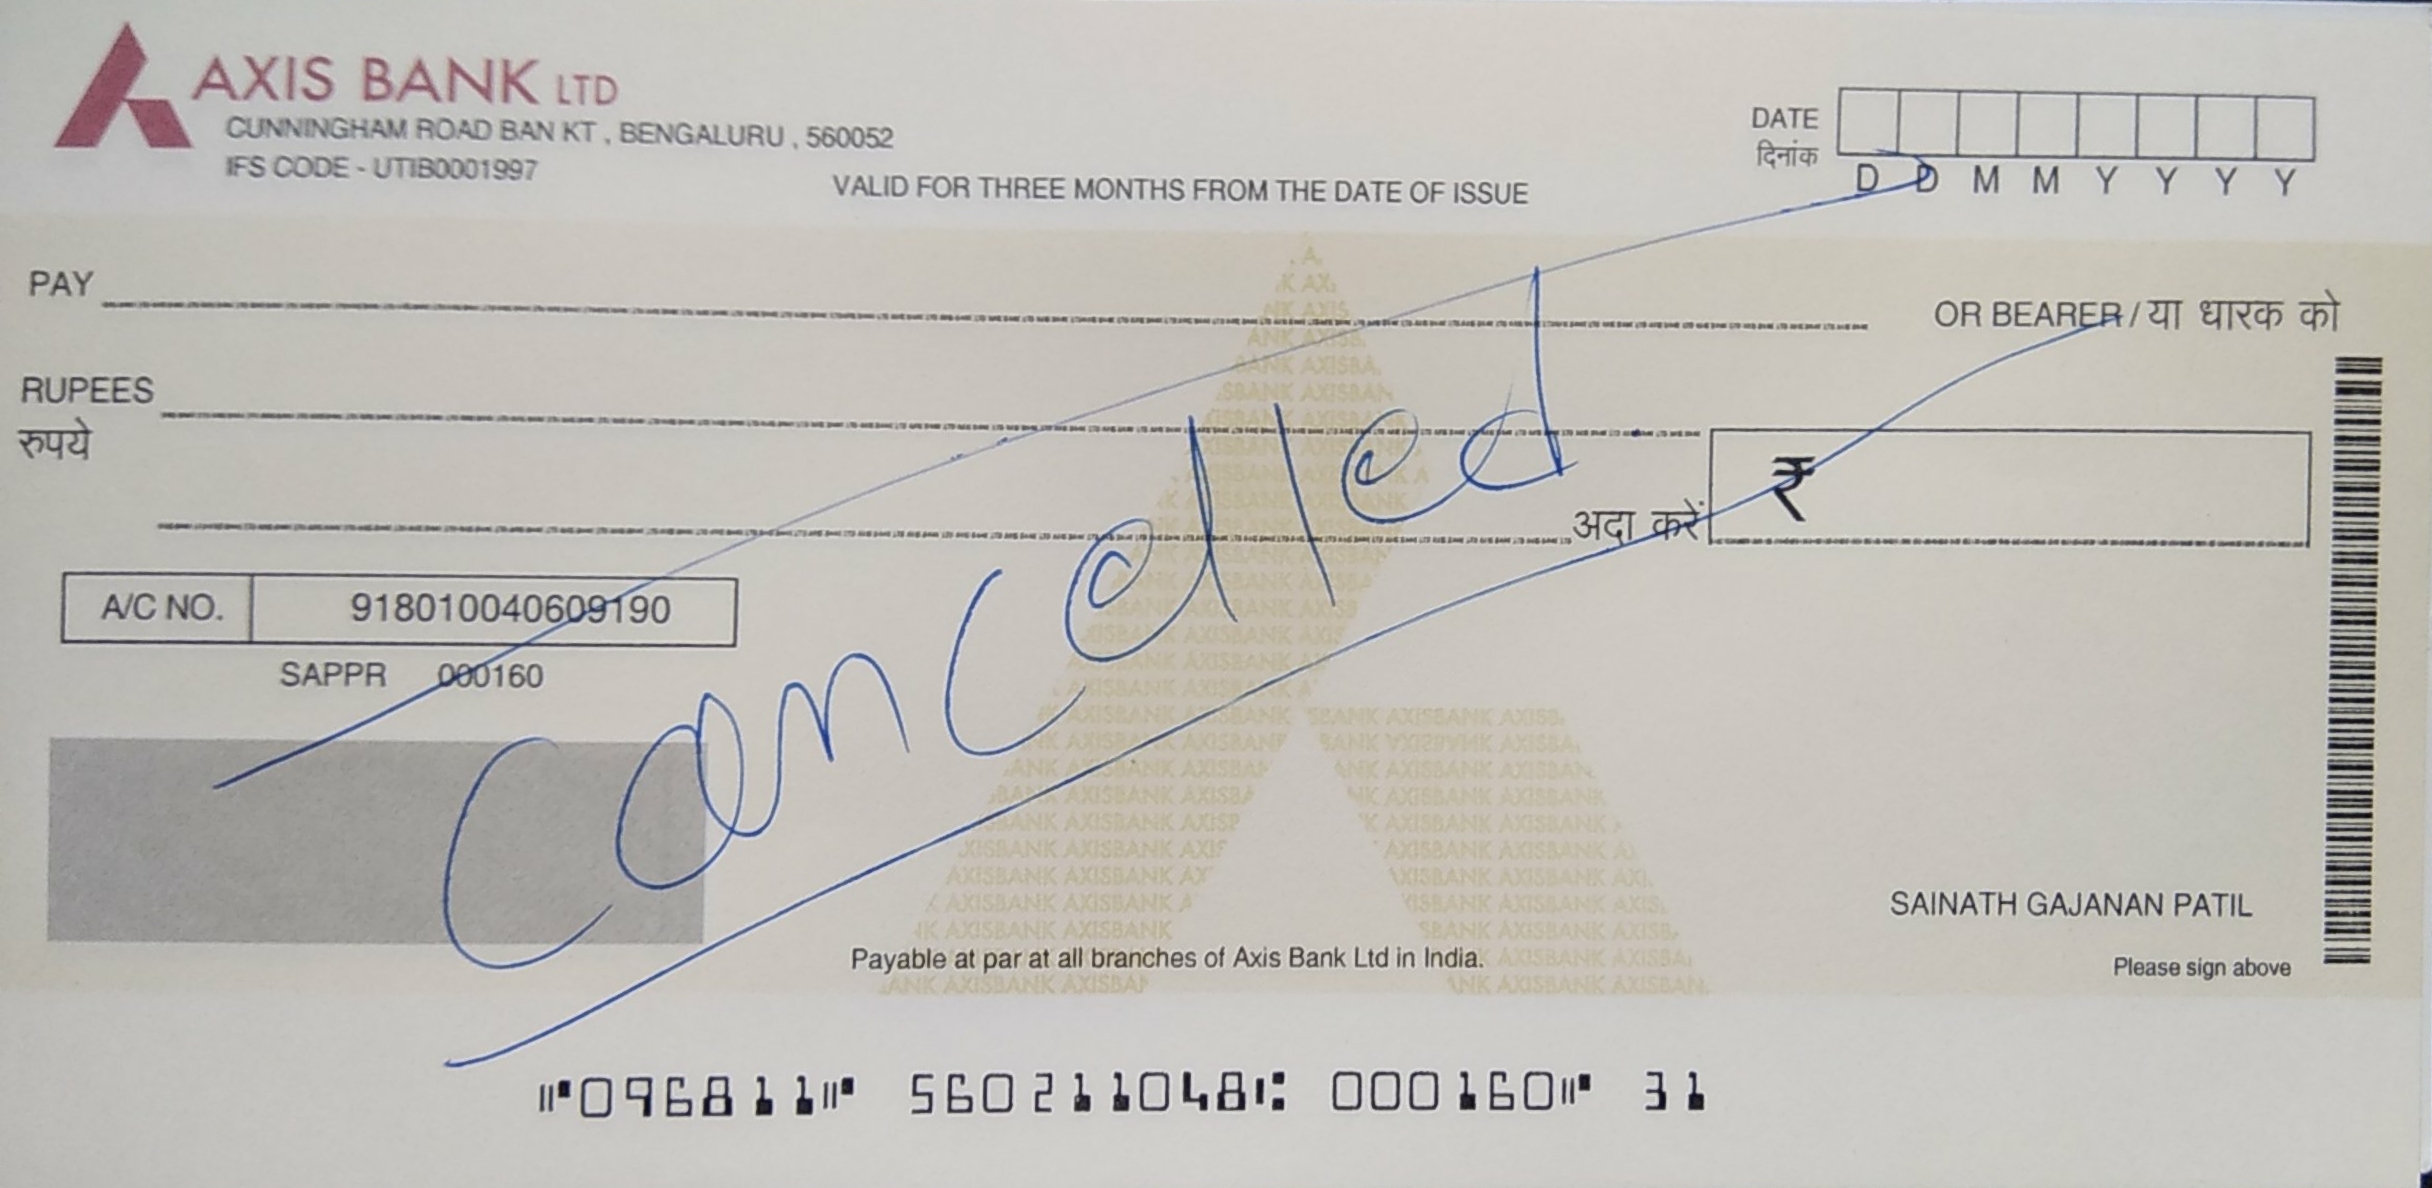 AXIS BANK LTD
CUNNINGHAM ROAD BAN KT , BENGALURU , 560052
IFS CODE - UTIB0001997
VALID FOR THREE MONTHS FROM THE DATE OF ISSUE
DATE
दिनांक
D D M M Y Y Y Y
PAY
OR BEARER / या धारक को
RUPEES
रुपये
अदा करें
₹
A/C NO. 918010040609190
SAPPR 000160
Cancelled
SAINATH GAJANAN PATIL
Payable at par at all branches of Axis Bank Ltd in India.
Please sign above
⑈096811⑈ 560211048⑆ 000160⑈ 31